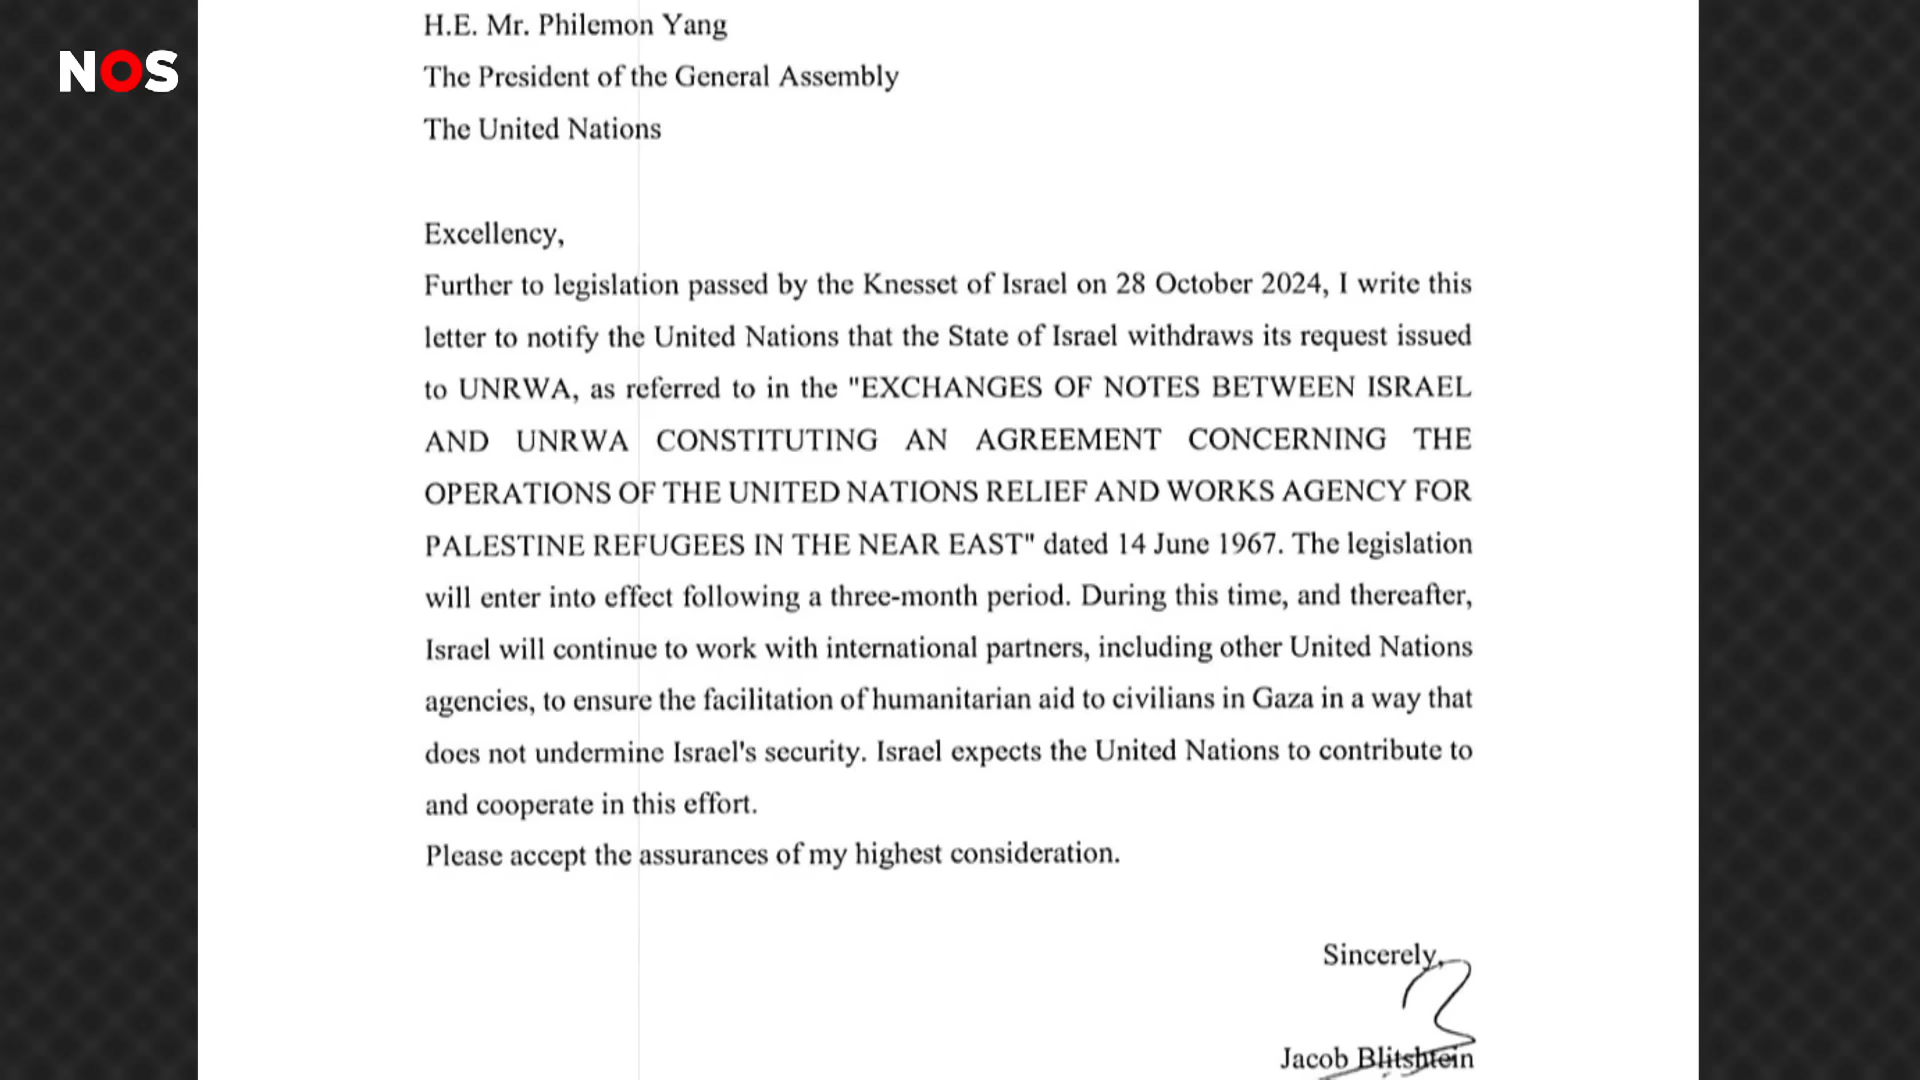 NOS
H.E. Mr. Philemon Yang
The President of the General Assembly
The United Nations
Excellency,
Further to legislation passed by the Knesset of Israel on 28 October 2024, I write this
letter to notify the United Nations that the State of Israel withdraws its request issued
to UNRWA, as referred to in the "EXCHANGES OF NOTES BETWEEN ISRAEL
AND UNRWA CONSTITUTING AN AGREEMENT CONCERNING THE
OPERATIONS OF THE UNITED NATIONS RELIEF AND WORKS AGENCY FOR
PALESTINE REFUGEES IN THE NEAR EAST" dated 14 June 1967. The legislation
will enter into effect following a three-month period. During this time, and thereafter,
Israel will continue to work with international partners, including other United Nations
agencies, to ensure the facilitation of humanitarian aid to civilians in Gaza in a way that
does not undermine Israel's security. Israel expects the United Nations to contribute to
and cooperate in this effort.
Please accept the assurances of my highest consideration.
Sincerely,
Jacob Blitshtein